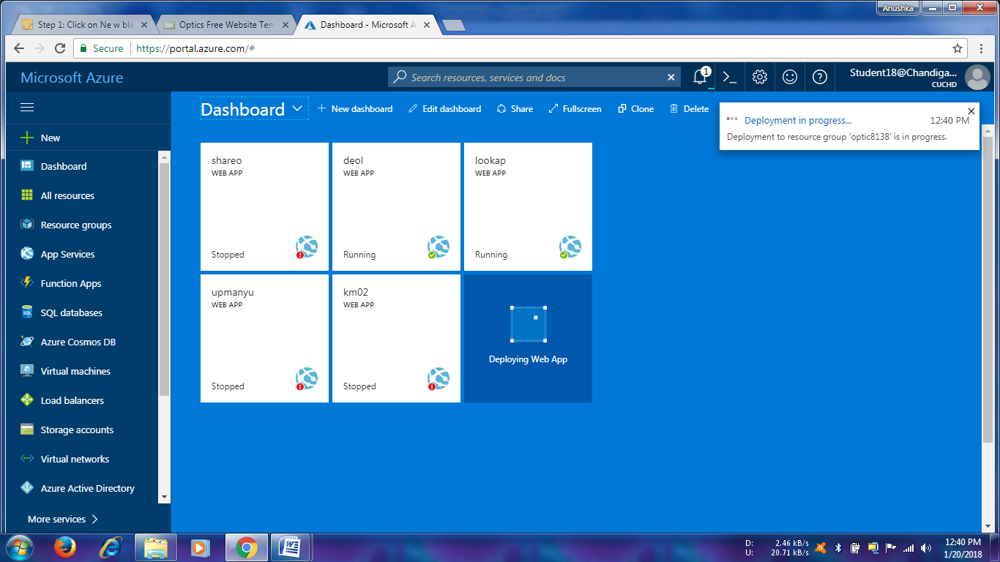 Anushka
Step 1: Click on Ne w bla
Optics Free Website Tem
Dashboard - Microsoft A
Secure
https://portal.azure.com/#
Microsoft Azure
Search resources, services and docs
1
Student18@Chandiga...
CUCHD
Dashboard
New dashboard
Edit dashboard
Share
Fullscreen
Clone
Delete
Deployment in progress...
12:40 PM
Deployment to resource group 'optic8138' is in progress.
New
Dashboard
All resources
Resource groups
App Services
Function Apps
SQL
SQL databases
Azure Cosmos DB
Virtual machines
Load balancers
Storage accounts
Virtual networks
Azure Active Directory
More services
shareo
WEB APP
Stopped
deol
WEB APP
Running
lookap
WEB APP
Running
upmanyu
WEB APP
Stopped
km02
WEB APP
Stopped
Deploying Web App
D: 2.46 kB/s
U: 20.71 kB/s
12:40 PM
1/20/2018